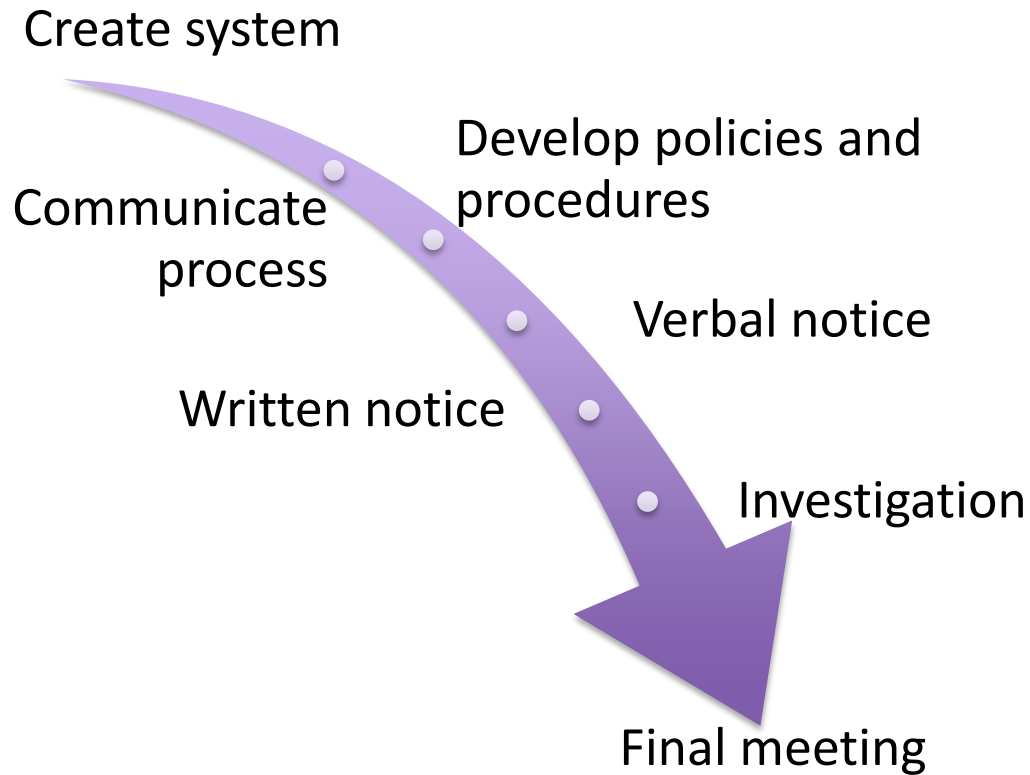 Create system
Develop policies and
procedures
Communicate
process
Verbal notice
Written notice
Investigation
Final meeting